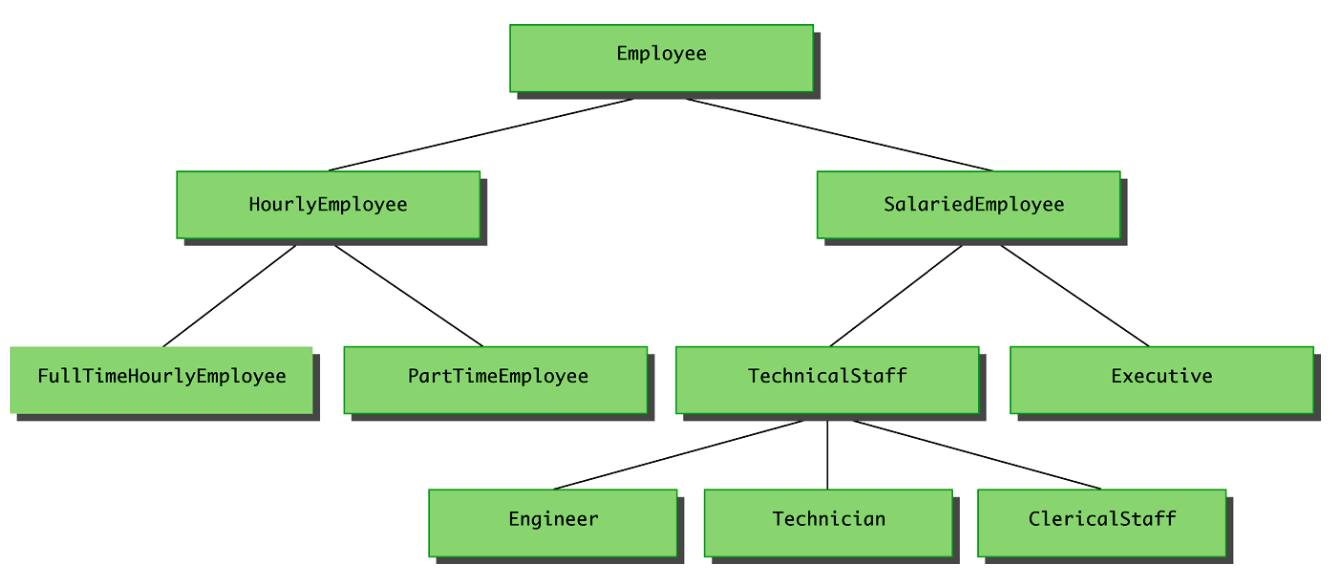 Employee
HourlyEmployee
SalariedEmployee
FullTimeHourlyEmployee
PartTimeEmployee
TechnicalStaff
Executive
Engineer
Technician
ClericalStaff